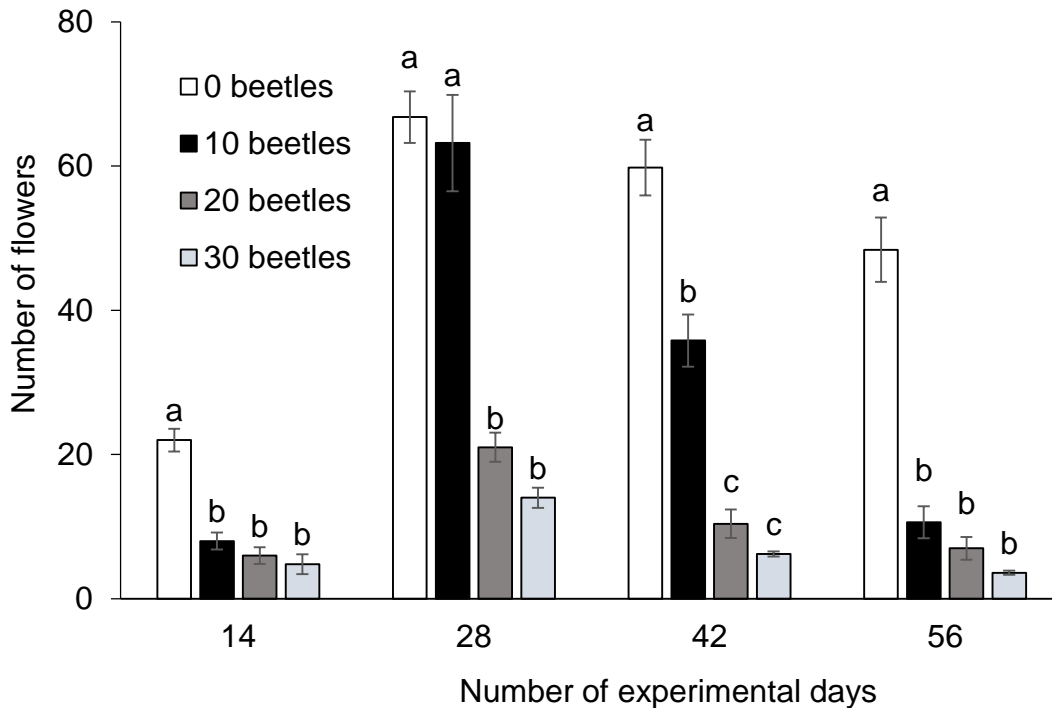 Number of flowers
80
60
40
20
0
0 beetles
10 beetles
20 beetles
30 beetles
a
b
b
b
a
a
b
b
a
b
c
c
a
b
b
b
14 28 42 56
Number of experimental days